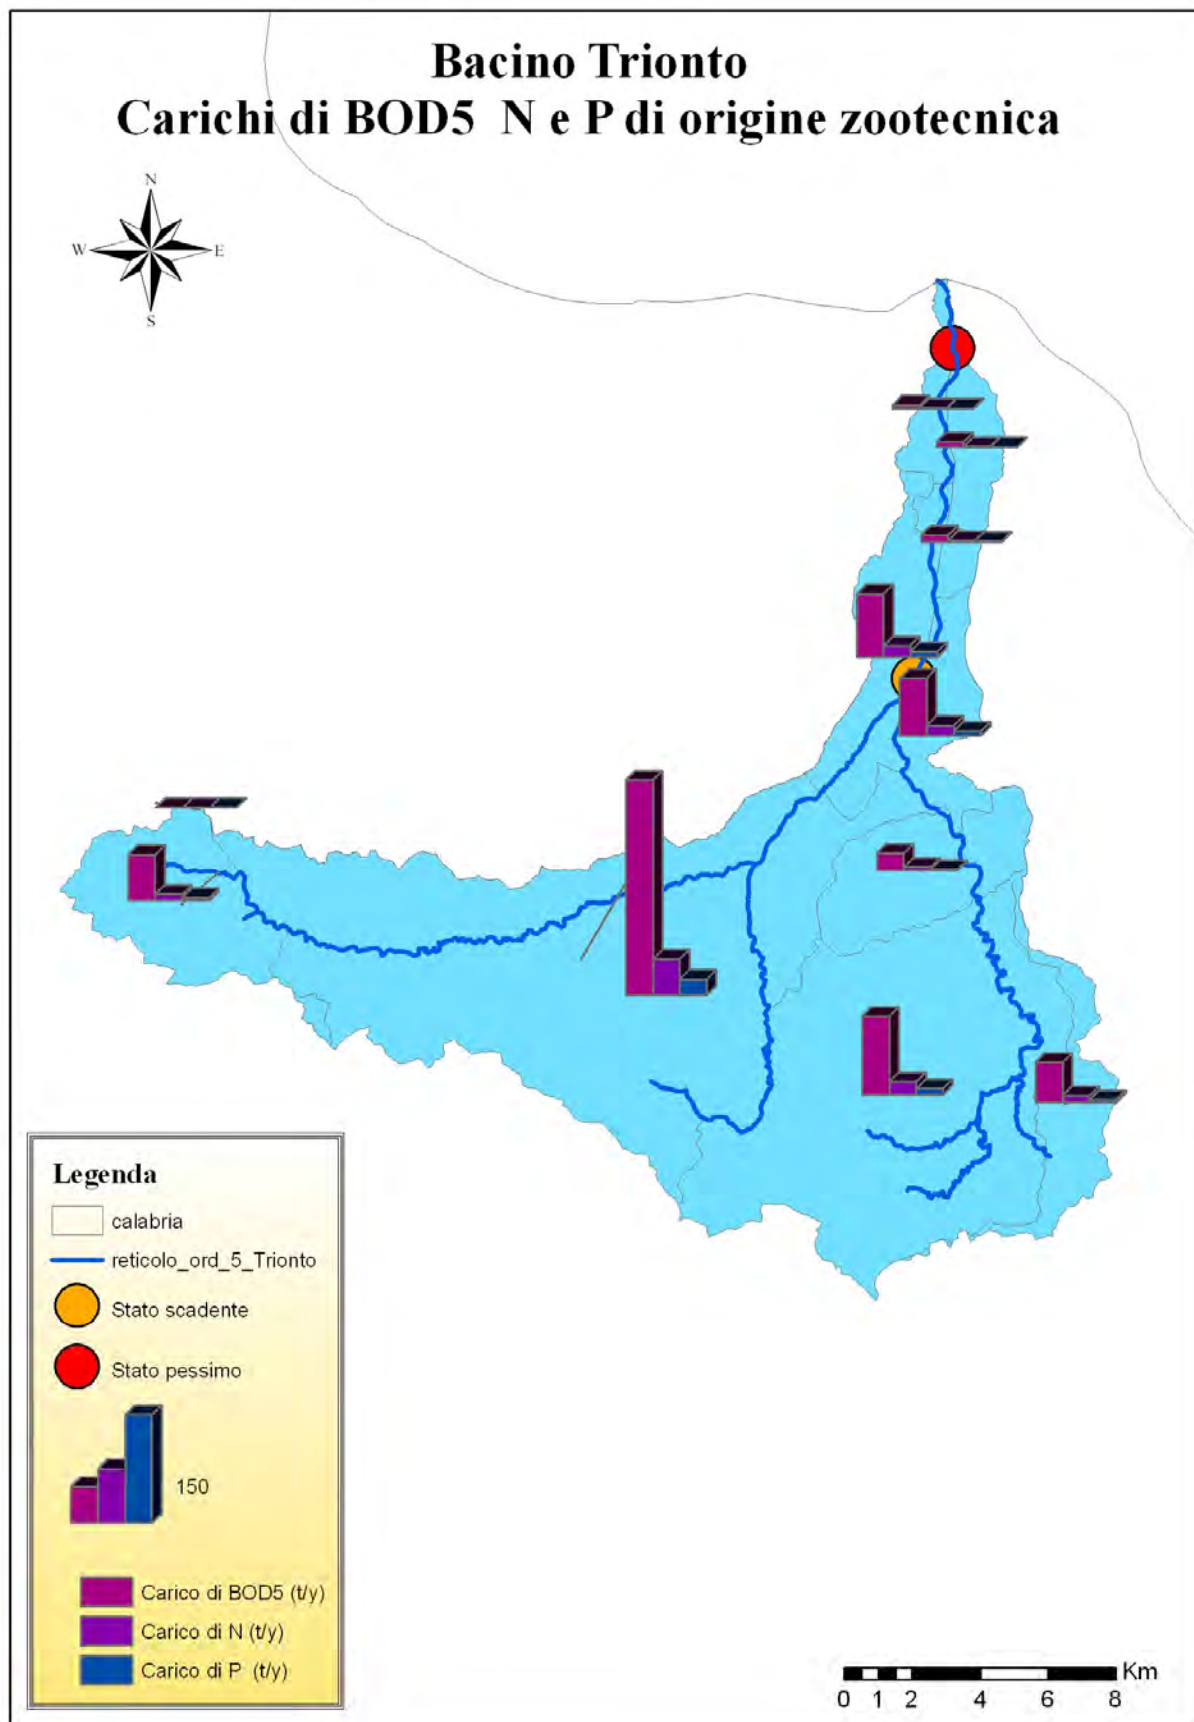 Bacino Trionto
Carichi di BOD5 N e P di origine zootecnica
N
W
E
S
Legenda
calabria
reticolo_ord_5_Trionto
Stato scadente
Stato pessimo
150
Carico di BOD5 (t/y)
Carico di N (t/y)
Carico di P (t/y)
Km
0 1 2 4 6 8